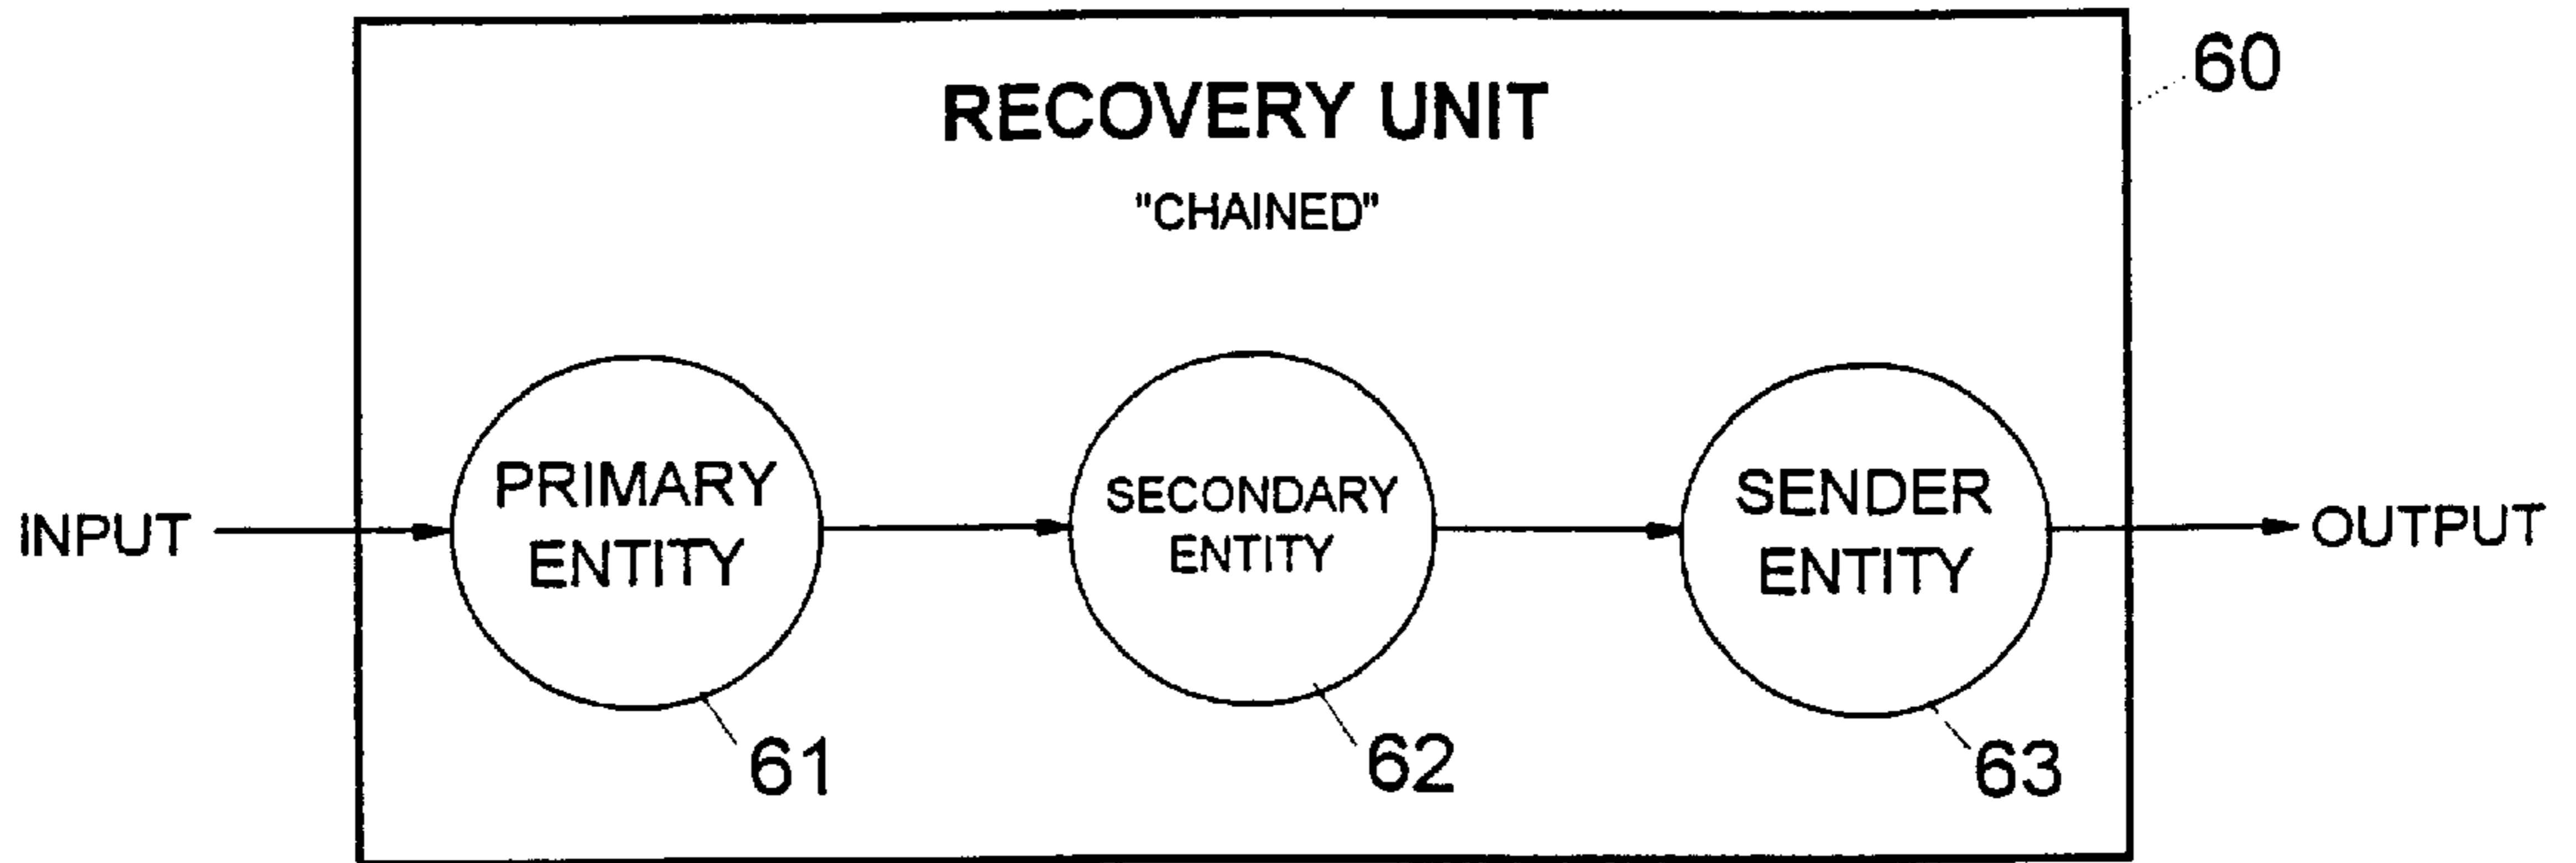 60
RECOVERY UNIT
"CHAINED"
INPUT
PRIMARY
ENTITY
SECONDARY
ENTITY
SENDER
ENTITY
OUTPUT
61
62
63